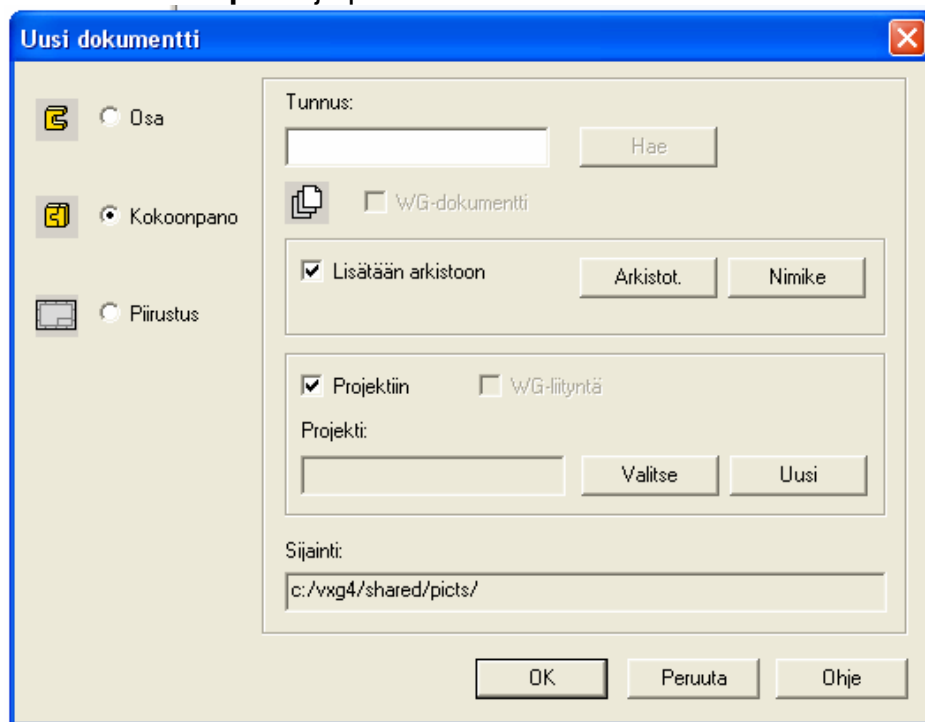 Uusi dokumentti
Osa
Kokoonpano
Piirustus
Tunnus:
Hae
WG-dokumentti
Lisätään arkistoon
Arkistot.
Nimike
Projektiin
WG-liityntä
Projekti:
Valitse
Uusi
Sijainti:
c:/vxg4/shared/picts/
OK
Peruuta
Ohje